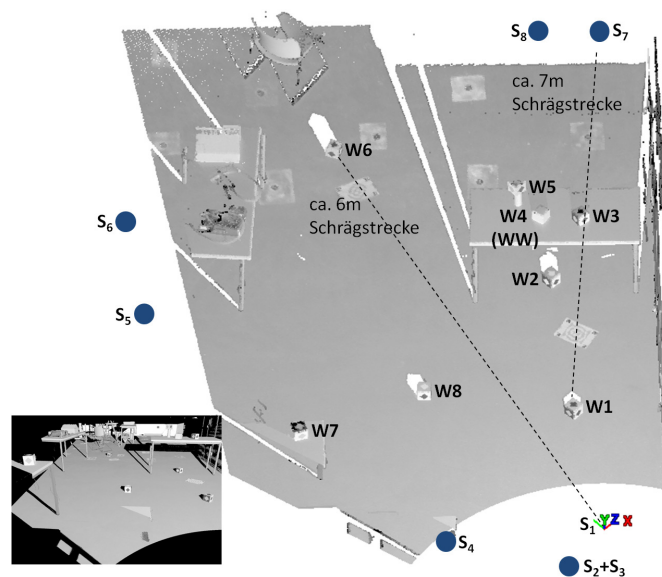 S8
S7
ca. 7m
Schrägstrecke
W6
W5
ca. 6m
Schrägstrecke
W4
(WW)
W3
S6
W2
S5
W8
W1
W7
S1
Y Z X
S4
S2+S3